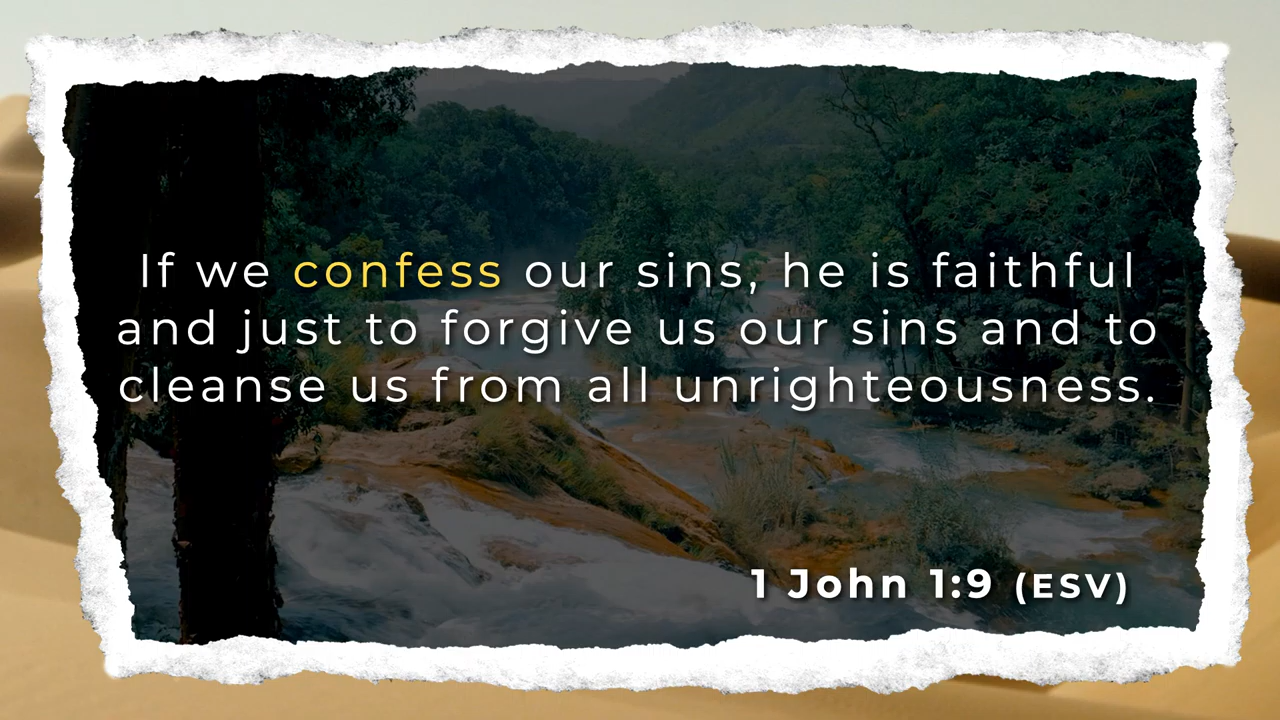 If we confess our sins, he is faithful
and just to forgive us our sins and to
cleanse us from all unrighteousness.
1 John 1:9 (ESV)